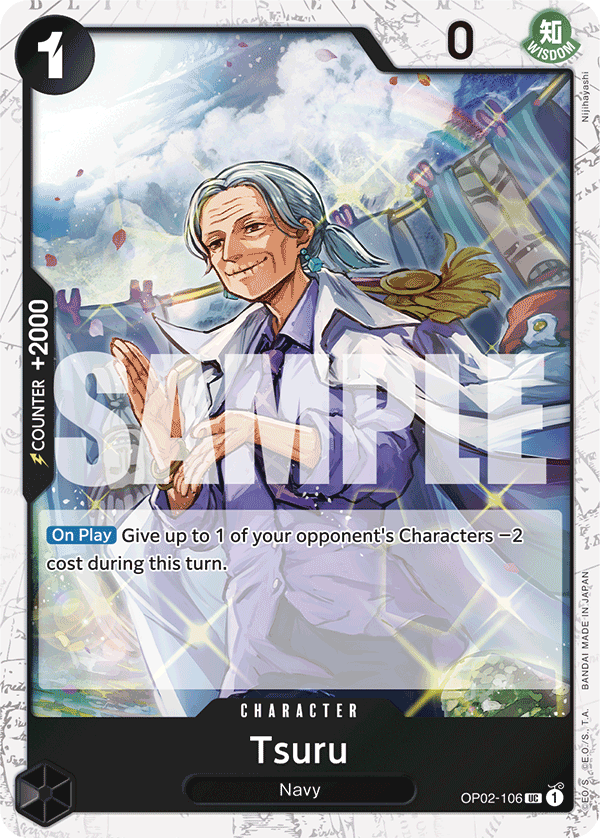 1
0
知
WISDOM
Nijihayashi
COUNTER +2000
SAMPLE
On Play Give up to 1 of your opponent's Characters −2
cost during this turn.
CHARACTER
Tsuru
Navy
OP02-106 UC 1
BANDAI MADE IN JAPAN
©E.O./S. ©E.O./S., T.A.